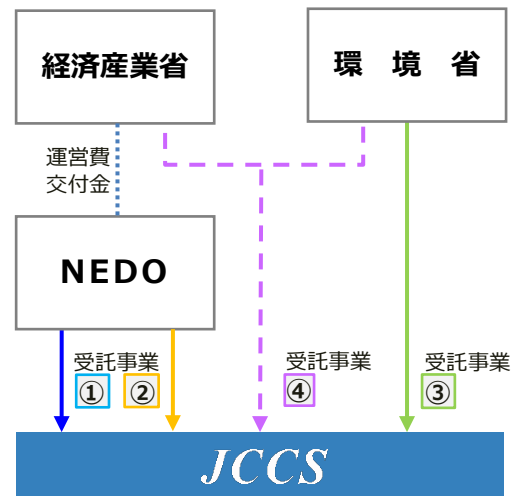 経済産業省
環 境 省
運営費
交付金
NEDO
受託事業
① ②
受託事業
④
受託事業
③
JCCS